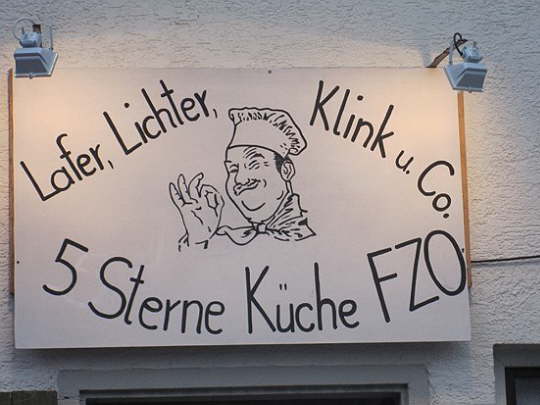 Lafer, Lichter, Klink u. Co.
5 Sterne Küche FZO